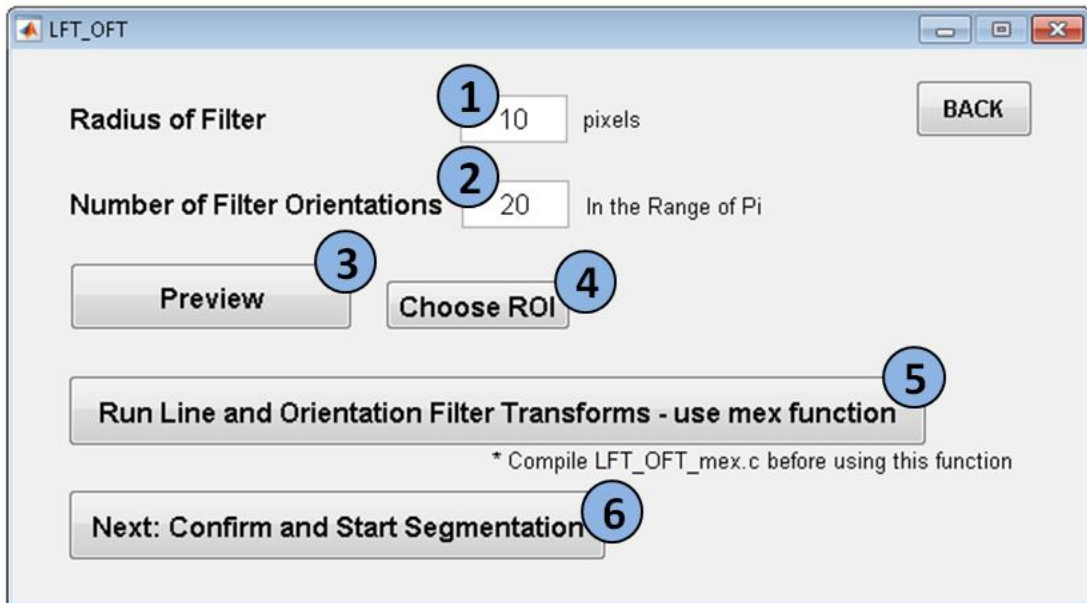 LFT_OFT
1
Radius of Filter 10 pixels BACK
2
Number of Filter Orientations 20 In the Range of Pi
3
4
Preview
Choose ROI
5
Run Line and Orientation Filter Transforms - use mex function
* Compile LFT_OFT_mex.c before using this function
6
Next: Confirm and Start Segmentation